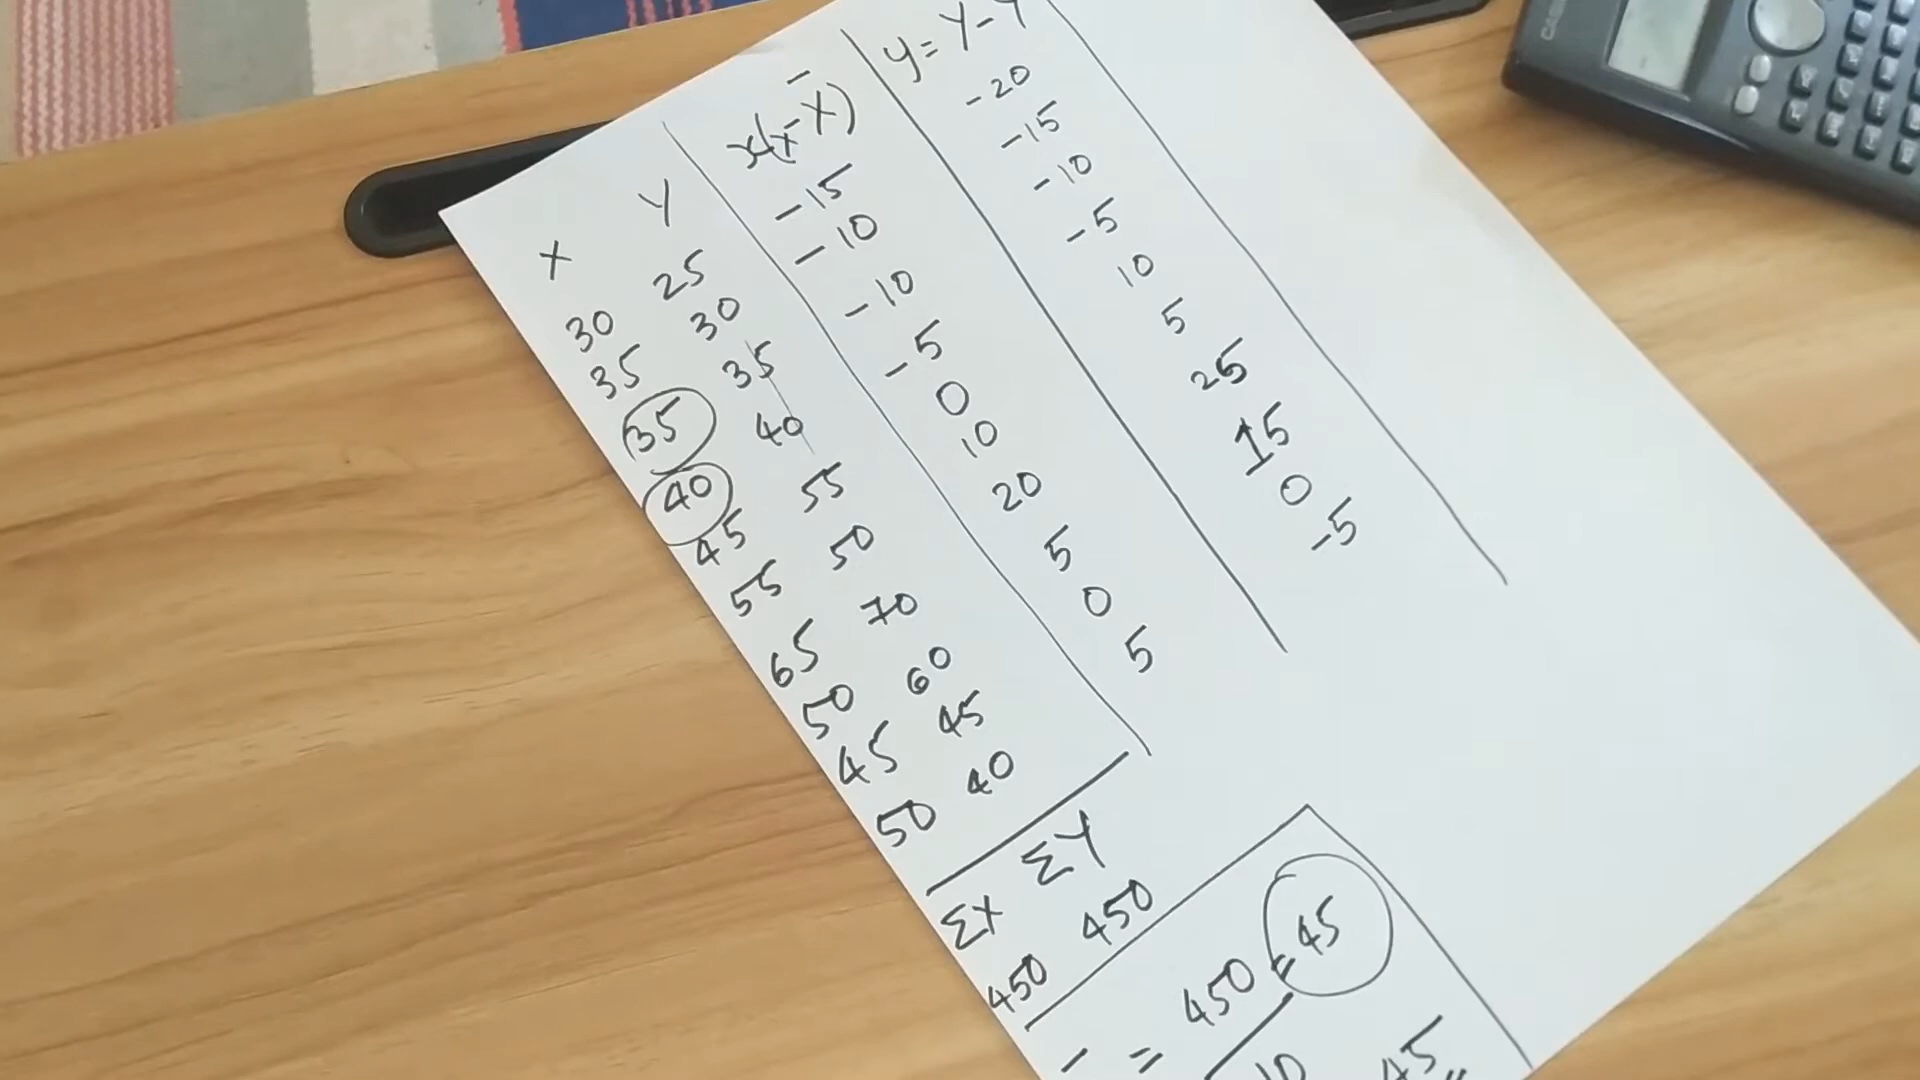 X Y x(x-X̄) y=Y-Y
30 25 -15 -20
35 30 -10 -15
35 35 -10 -10
40 40 -5 -5
45 55 0 10
55 50 10 5
65 70 20 25
50 60 5 15
45 45 0 0
50 40 5 -5
ΣX ΣY
450 450
- = 450 = 45
10 45